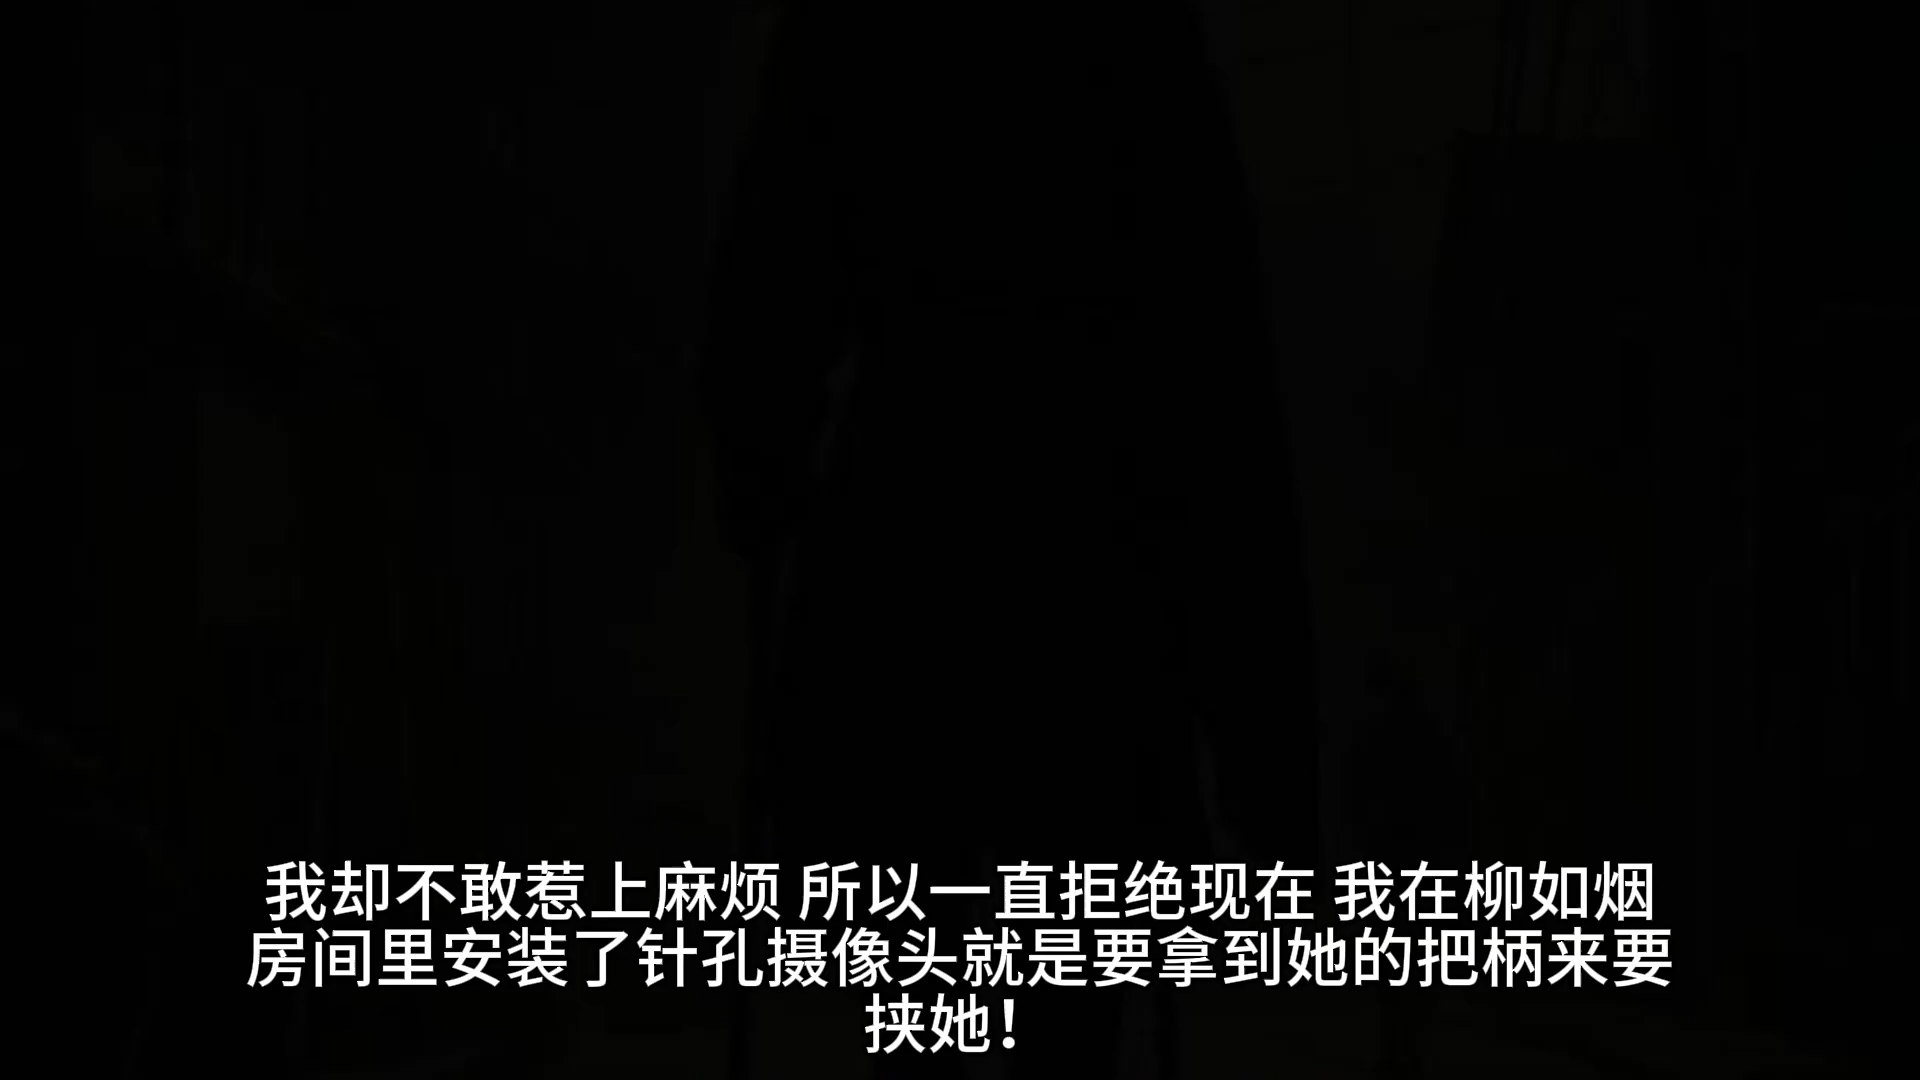 我却不敢惹上麻烦 所以一直拒绝现在 我在柳如烟
房间里安装了针孔摄像头就是要拿到她的把柄来要
挟她！